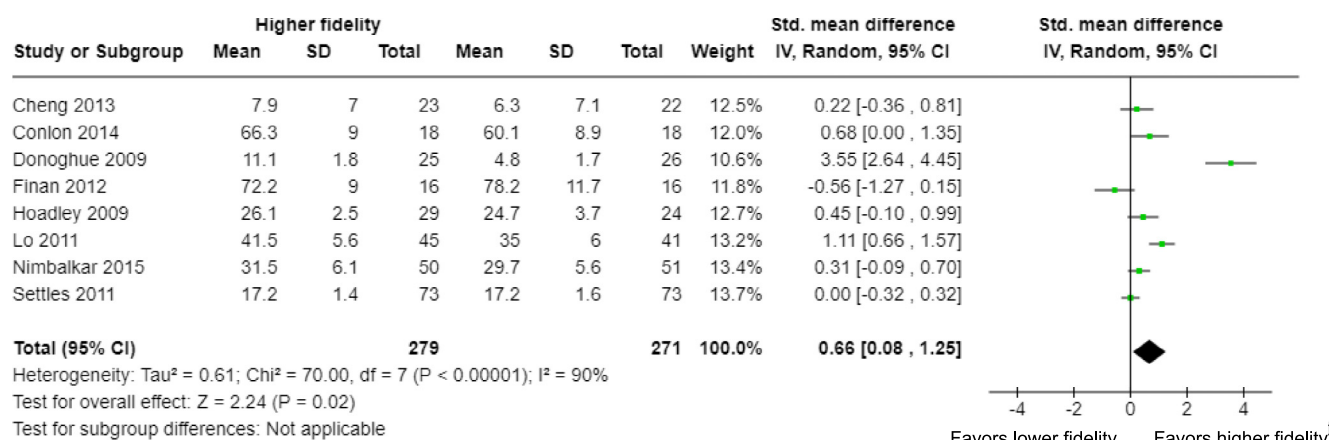 Higher fidelity Std. mean difference Std. mean difference
Study or Subgroup Mean SD Total Mean SD Total Weight IV, Random, 95% CI IV, Random, 95% CI
Cheng 2013 7.9 7 23 6.3 7.1 22 12.5% 0.22 [-0.36 , 0.81]
Conlon 2014 66.3 9 18 60.1 8.9 18 12.0% 0.68 [0.00 , 1.35]
Donoghue 2009 11.1 1.8 25 4.8 1.7 26 10.6% 3.55 [2.64 , 4.45]
Finan 2012 72.2 9 16 78.2 11.7 16 11.8% -0.56 [-1.27 , 0.15]
Hoadley 2009 26.1 2.5 29 24.7 3.7 24 12.7% 0.45 [-0.10 , 0.99]
Lo 2011 41.5 5.6 45 35 6 41 13.2% 1.11 [0.66 , 1.57]
Nimbalkar 2015 31.5 6.1 50 29.7 5.6 51 13.4% 0.31 [-0.09 , 0.70]
Settles 2011 17.2 1.4 73 17.2 1.6 73 13.7% 0.00 [-0.32 , 0.32]
Total (95% CI) 279 271 100.0% 0.66 [0.08 , 1.25]
Heterogeneity: Tau² = 0.61; Chi² = 70.00, df = 7 (P < 0.00001); I² = 90%
Test for overall effect: Z = 2.24 (P = 0.02)
Test for subgroup differences: Not applicable
-4 -2 0 2 4
Favors lower fidelity Favors higher fidelity